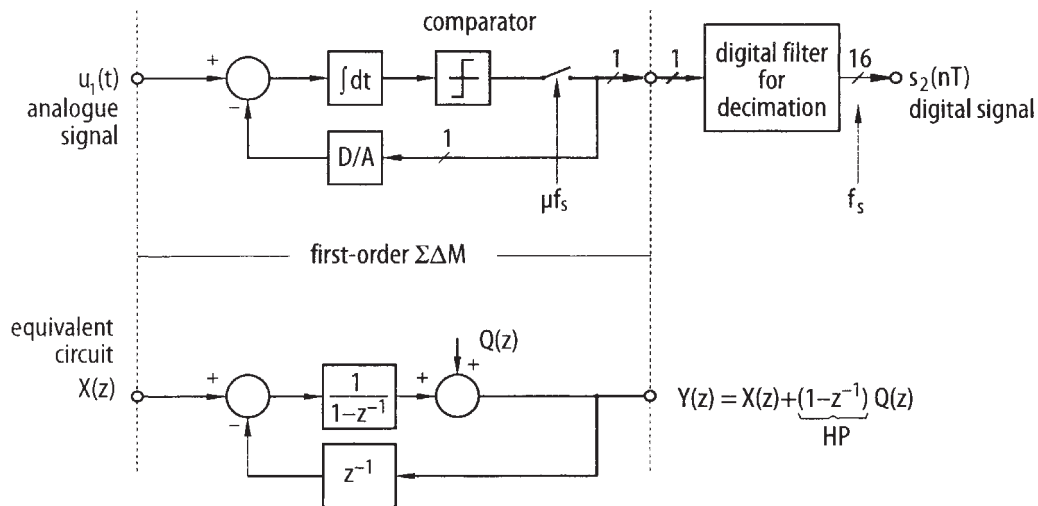 comparator
u₁(t)
analogue
signal
+
−
∫dt
1
1
digital filter
for
decimation
16
s₂(nT)
digital signal
D/A
1
μfₛ
fₛ
first-order ΣΔM
equivalent
circuit
X(z)
+
−
1
1−z⁻¹
+
Q(z)
+
Y(z) = X(z)+(1−z⁻¹) Q(z)
HP
z⁻¹